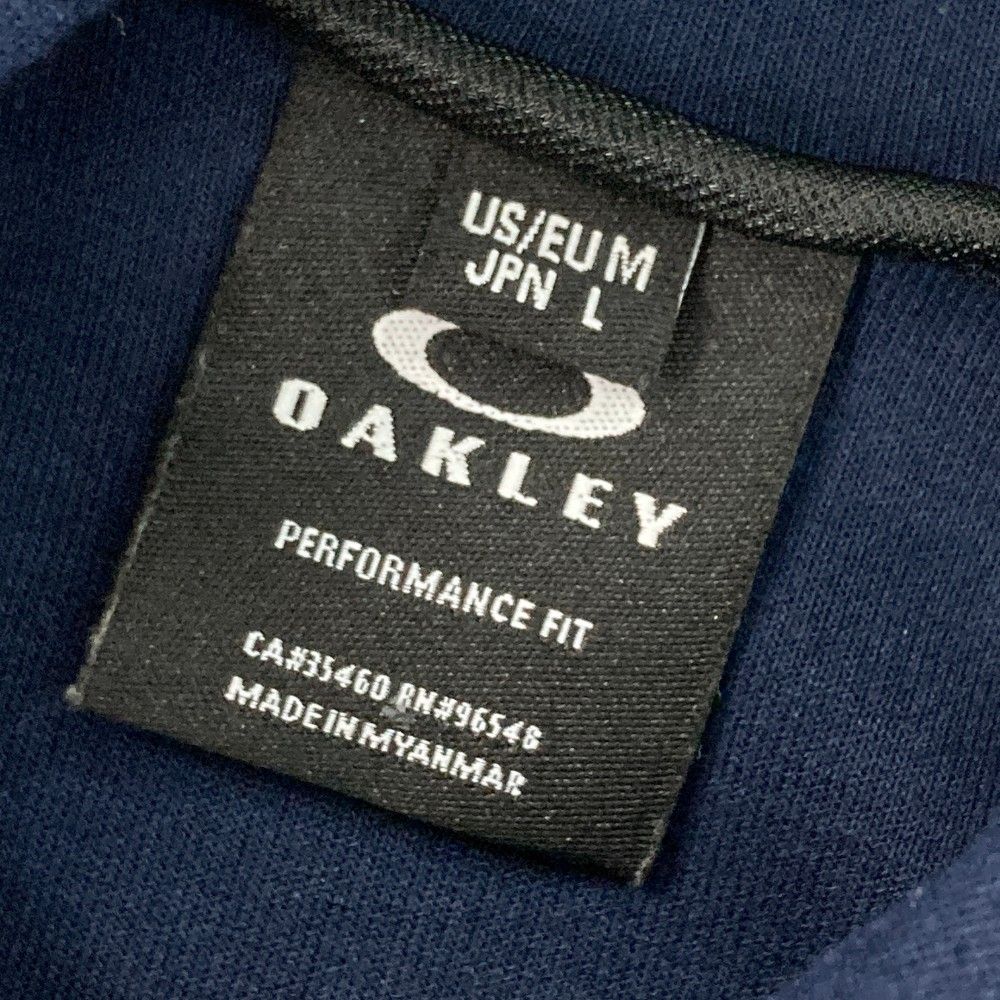 US/EU M
JPN L
OAKLEY
PERFORMANCE FIT
CA#35460 RN#96548
MADE IN MYANMAR